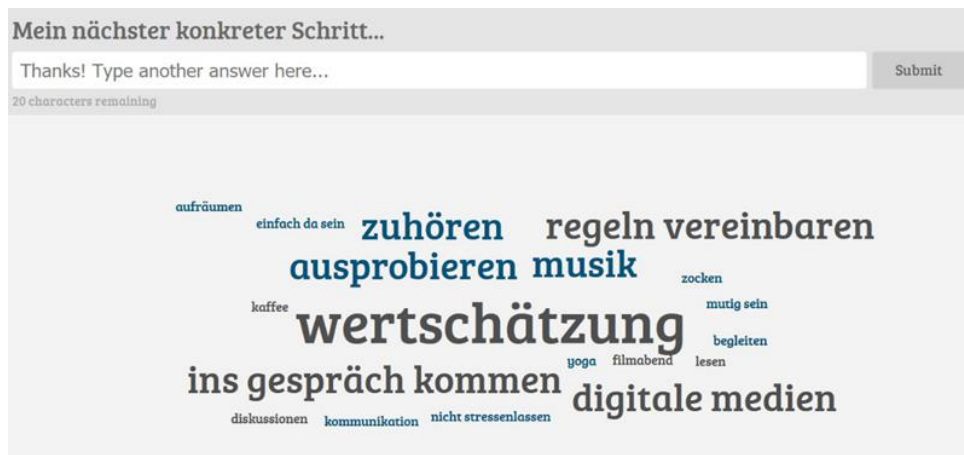 Mein nächster konkreter Schritt...
Thanks! Type another answer here...
Submit
20 characters remaining
aufräumen
einfach da sein
zuhören
regeln vereinbaren
ausprobieren
musik
zocken
kaffee
wertschätzung
mutig sein
begleiten
yoga
filmabend
lesen
ins gespräch kommen
digitale medien
diskussionen
kommunikation
nicht stressenlassen